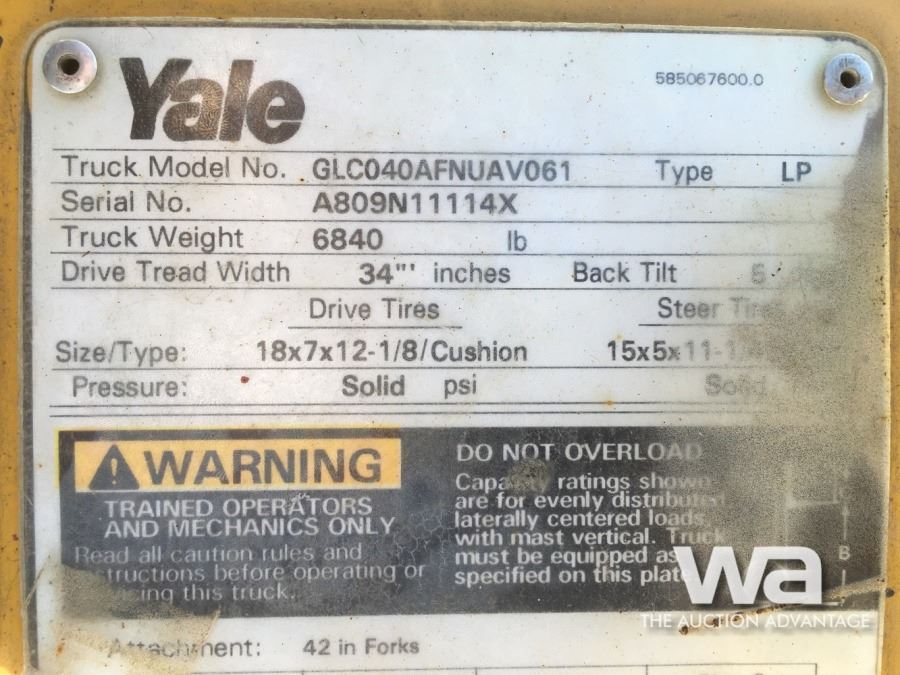 Yale
585067600.0
Truck Model No. GLC040AFNUAV061 Type LP
Serial No. A809N11114X
Truck Weight 6840 lb
Drive Tread Width 34"' inches Back Tilt 5
Drive Tires Steer
Size/Type: 18x7x12-1/8/Cushion 15x5x11-
Pressure: Solid psi Solid
WARNING
TRAINED OPERATORS
AND MECHANICS ONLY
Read all caution rules and
instructions before operating or
this truck.
DO NOT OVERLOAD
Capacity ratings shown
are for evenly distributed
laterally centered loads
with mast vertical. Truck
must be equipped as
specified on this plate
B
wa
THE AUCTION ADVANTAGE
Attachment: 42 in Forks